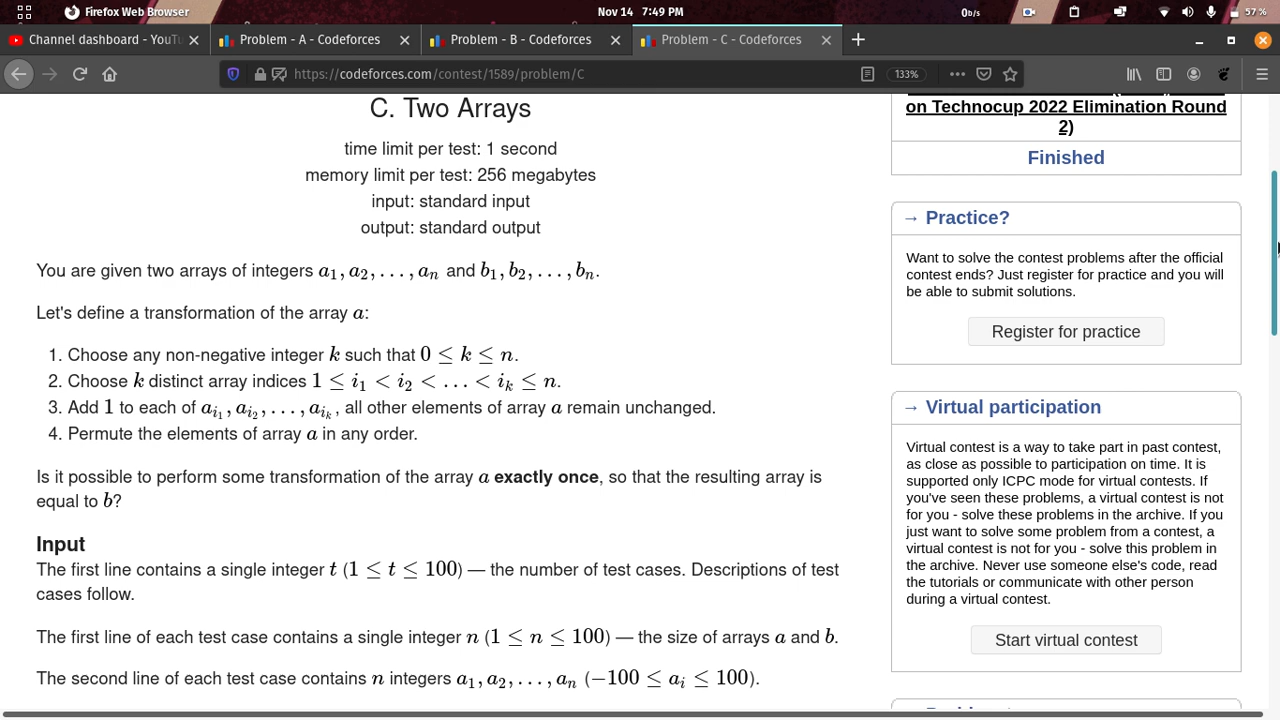 Firefox Web Browser
Nov 14 7:49 PM
0b/s
57 %
Channel dashboard - YouTu
Problem - A - Codeforces
Problem - B - Codeforces
Problem - C - Codeforces
https://codeforces.com/contest/1589/problem/C
133%
C. Two Arrays
time limit per test: 1 second
memory limit per test: 256 megabytes
input: standard input
output: standard output
You are given two arrays of integers a1, a2, . . . , an and b1, b2, . . . , bn.
Let's define a transformation of the array a:
1. Choose any non-negative integer k such that 0 ≤ k ≤ n.
2. Choose k distinct array indices 1 ≤ i1 < i2 < . . . < ik ≤ n.
3. Add 1 to each of ai1, ai2, . . . , aik, all other elements of array a remain unchanged.
4. Permute the elements of array a in any order.
Is it possible to perform some transformation of the array a exactly once, so that the resulting array is
equal to b?
Input
The first line contains a single integer t (1 ≤ t ≤ 100) — the number of test cases. Descriptions of test
cases follow.
The first line of each test case contains a single integer n (1 ≤ n ≤ 100) — the size of arrays a and b.
The second line of each test case contains n integers a1, a2, . . . , an (−100 ≤ ai ≤ 100).
on Technocup 2022 Elimination Round
2)
Finished
→ Practice?
Want to solve the contest problems after the official
contest ends? Just register for practice and you will
be able to submit solutions.
Register for practice
→ Virtual participation
Virtual contest is a way to take part in past contest,
as close as possible to participation on time. It is
supported only ICPC mode for virtual contests. If
you've seen these problems, a virtual contest is not
for you - solve these problems in the archive. If you
just want to solve some problem from a contest, a
virtual contest is not for you - solve this problem in
the archive. Never use someone else's code, read
the tutorials or communicate with other person
during a virtual contest.
Start virtual contest